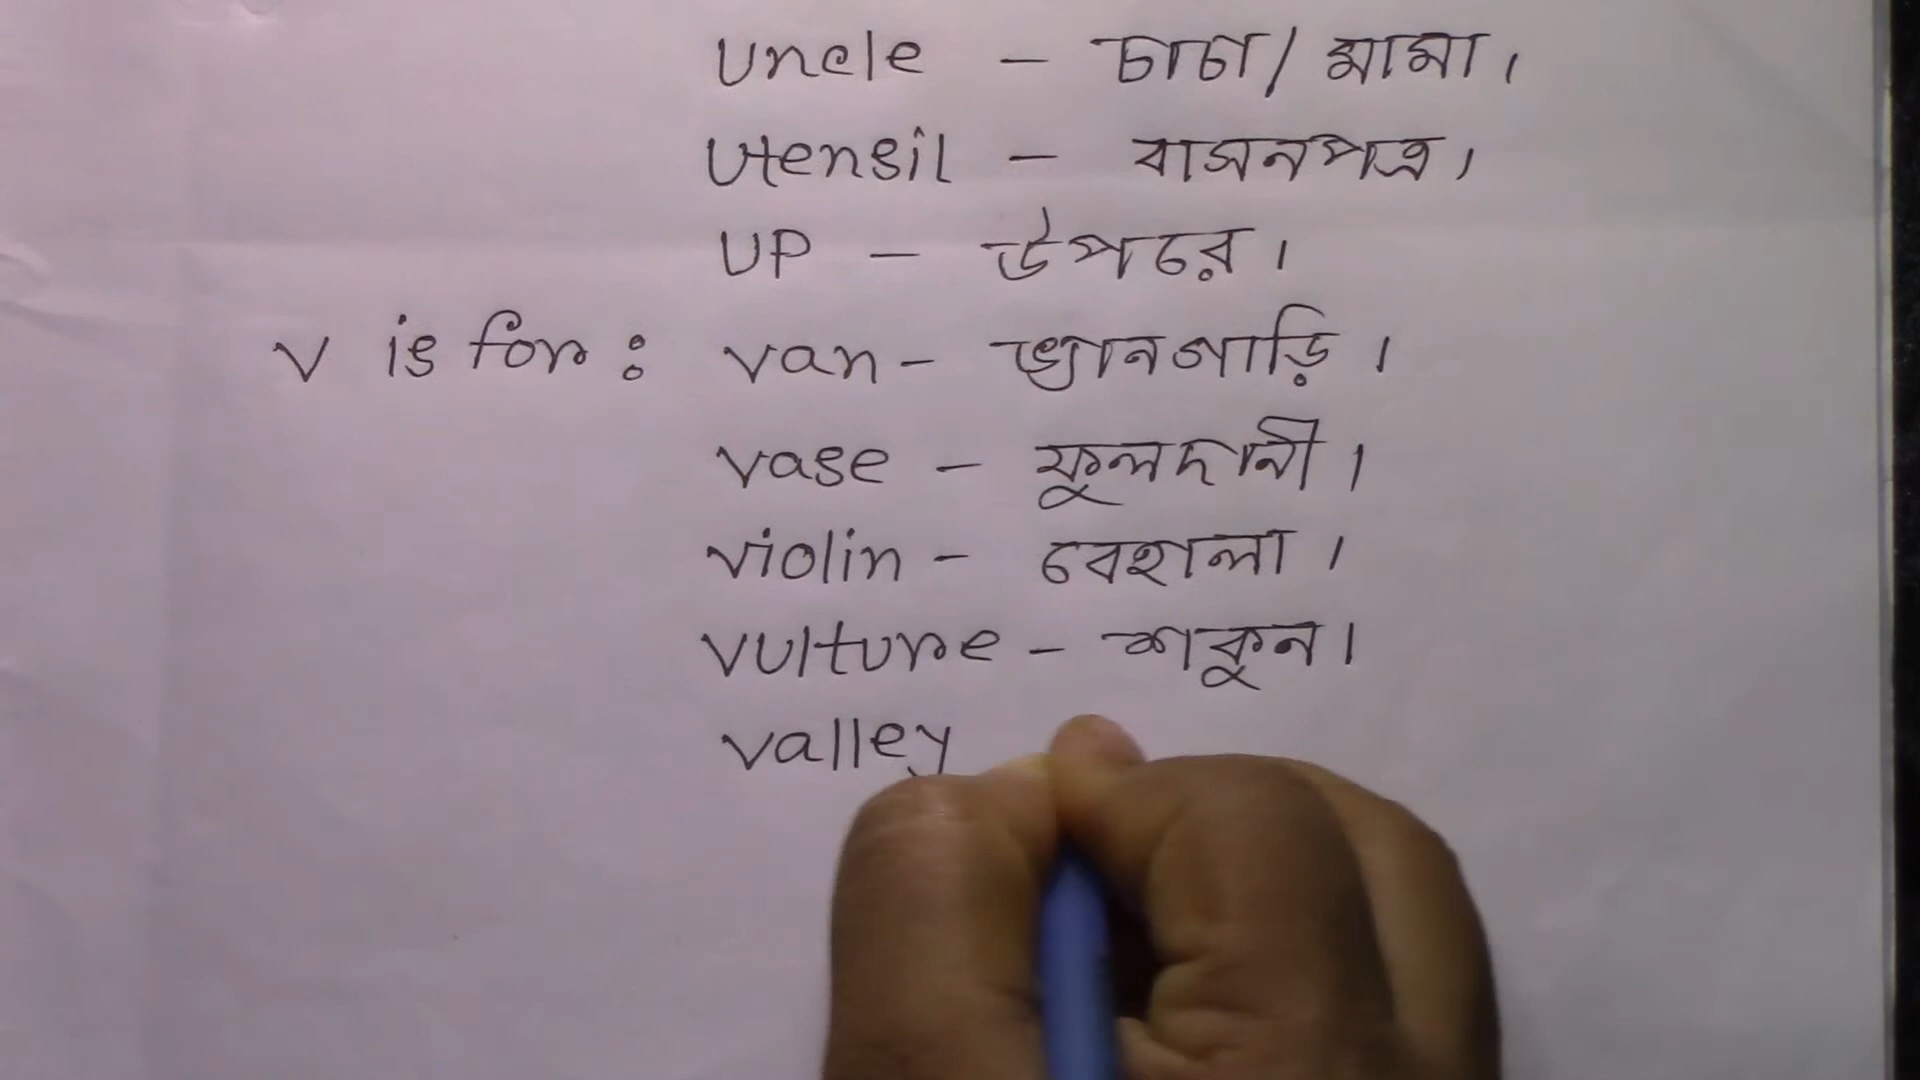 Uncle - চাচা/ মামা।
Utensil - বাসনপত্র।
UP - উপরে।
V is for : van - ভ্যানগাড়ি।
vase - ফুলদানী।
violin - বেহালা।
vulture - শকুন।
valley